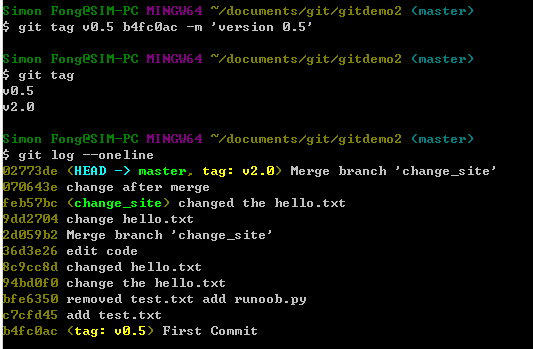 Simon Fong@SIM-PC MINGW64 ~/documents/git/gitdemo2 (master)
$ git tag v0.5 b4fc0ac -m 'version 0.5'
Simon Fong@SIM-PC MINGW64 ~/documents/git/gitdemo2 (master)
$ git tag
v0.5
v2.0
Simon Fong@SIM-PC MINGW64 ~/documents/git/gitdemo2 (master)
$ git log --oneline
02773de (HEAD -> master, tag: v2.0) Merge branch 'change_site'
070643e change after merge
feb57bc (change_site) changed the hello.txt
9dd2704 change hello.txt
2d059b2 Merge branch 'change_site'
36d3e26 edit code
8c9cc8d changed hello.txt
94bd0f0 change the hello.txt
bfe6350 removed test.txt add runoob.py
c7cfd45 add test.txt
b4fc0ac (tag: v0.5) First Commit